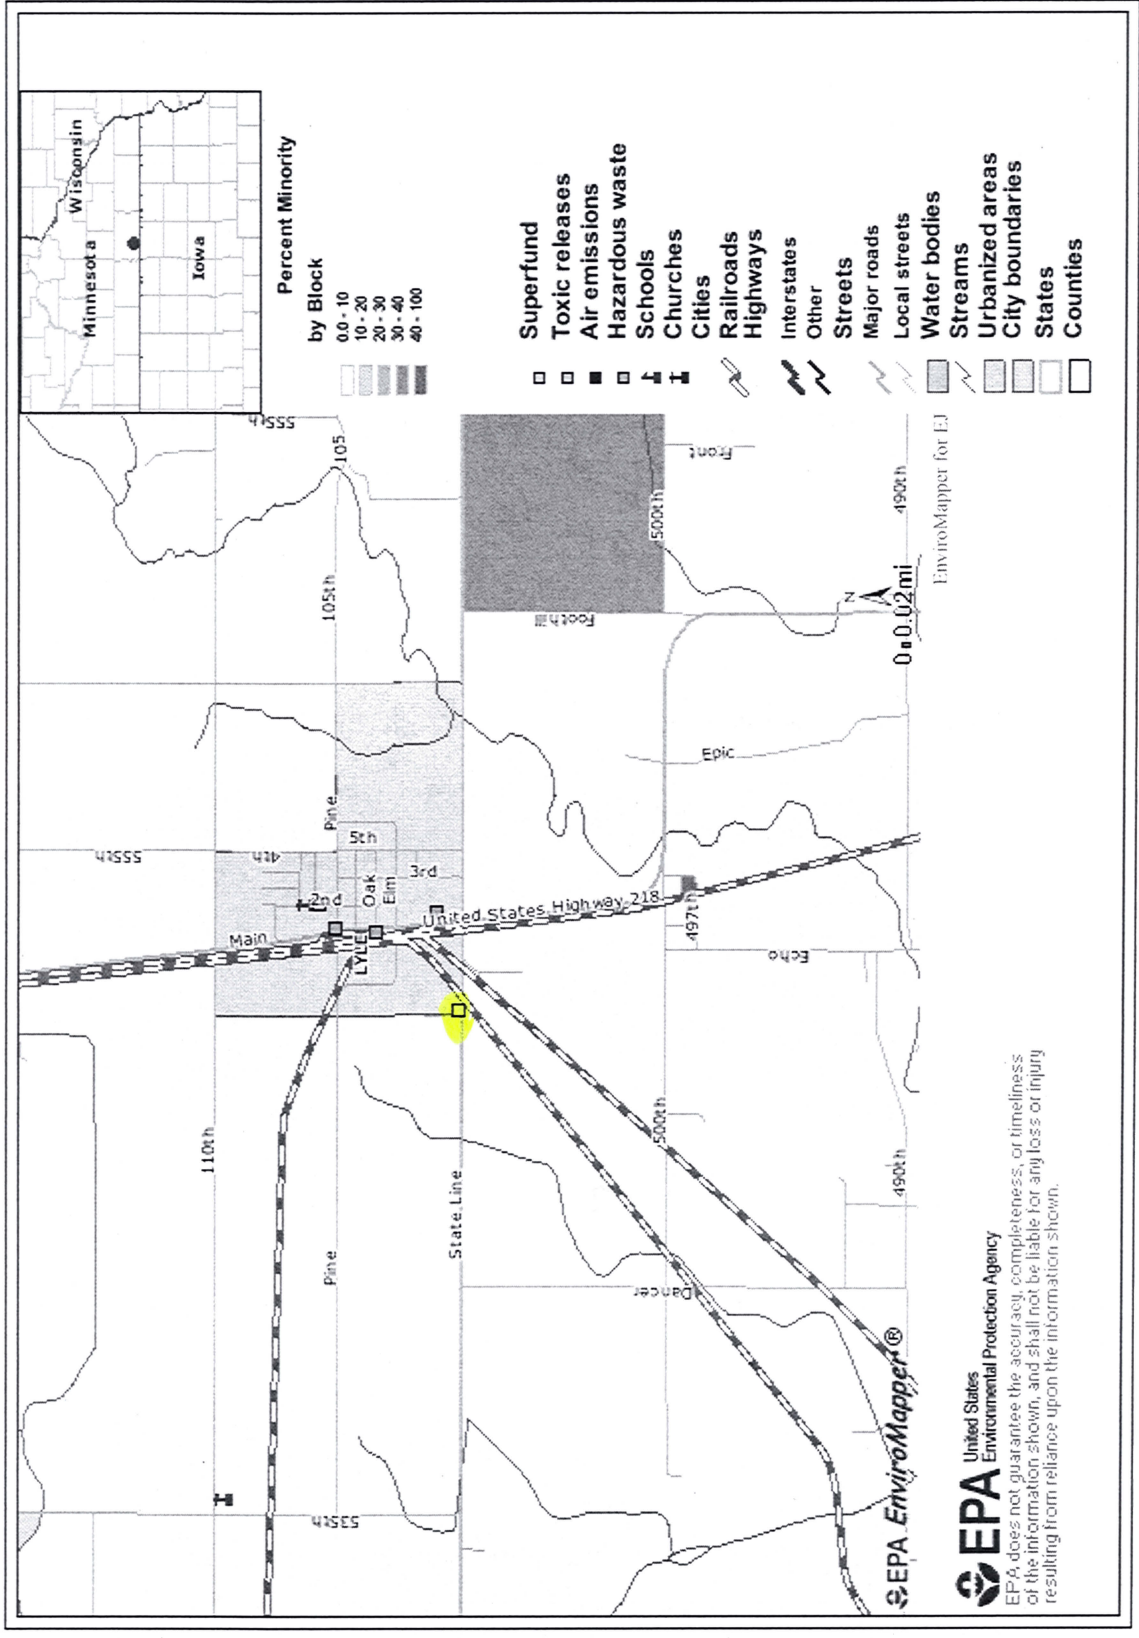 Minnesota
Wisconsin
Iowa
Percent Minority
by Block
0.0 - 10
10 - 20
20 - 30
30 - 40
40 - 100
Superfund
Toxic releases
Air emissions
Hazardous waste
Schools
Churches
Cities
Railroads
Highways
Interstates
Other
Streets
Major roads
Local streets
Water bodies
Streams
Urbanized areas
City boundaries
States
Counties
110th
555th
555th
105
105th
535th
Pine
Pine
Main
4th
5th
2nd
Oak
Elm
3rd
LYLE
United States Highway 218
State Line
Foothill
500th
500th
Front
497th
Echo
Epic
Dancer
490th
490th
N
0 0.02mi
EPA EnviroMapper®
EnviroMapper for EJ
EPA
United States
Environmental Protection Agency
EPA does not guarantee the accuracy, completeness, or timeliness
of the information shown, and shall not be liable for any loss or injury
resulting from reliance upon the information shown.